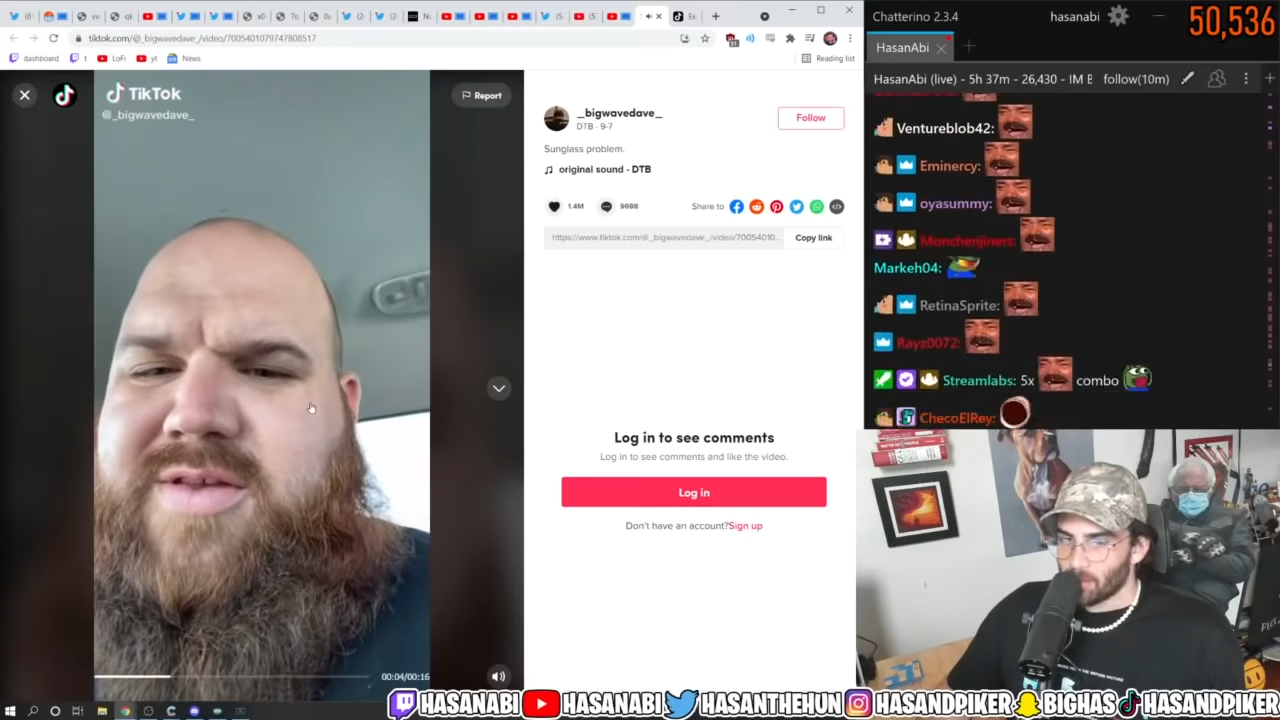 tiktok.com/@_bigwavedave_/video/7005401079747808517
dashboard
t
LoFi
yt
News
Reading list
TikTok
@_bigwavedave_
Report
_bigwavedave_
DTB · 9-7
Follow
Sunglass problem.
original sound - DTB
1.4M
9698
Share to
https://www.tiktok.com/@_bigwavedave_/video/70054010...
Copy link
Log in to see comments
Log in to see comments and like the video.
Log in
Don't have an account?Sign up
00:04/00:16
Chatterino 2.3.4
hasanabi
50,536
HasanAbi
HasanAbi (live) - 5h 37m - 26,430 - IM B
follow(10m)
Ventureblob42:
Eminercy:
oyasummy:
Monchenjiners:
Markeh04:
RetinaSprite:
Rayz0072:
Streamlabs: 5x combo
ChecoElRey:
HASANABI
HASANABI
HASANTHEHUN
HASANDPIKER
BIGHAS
HASANDPIKER